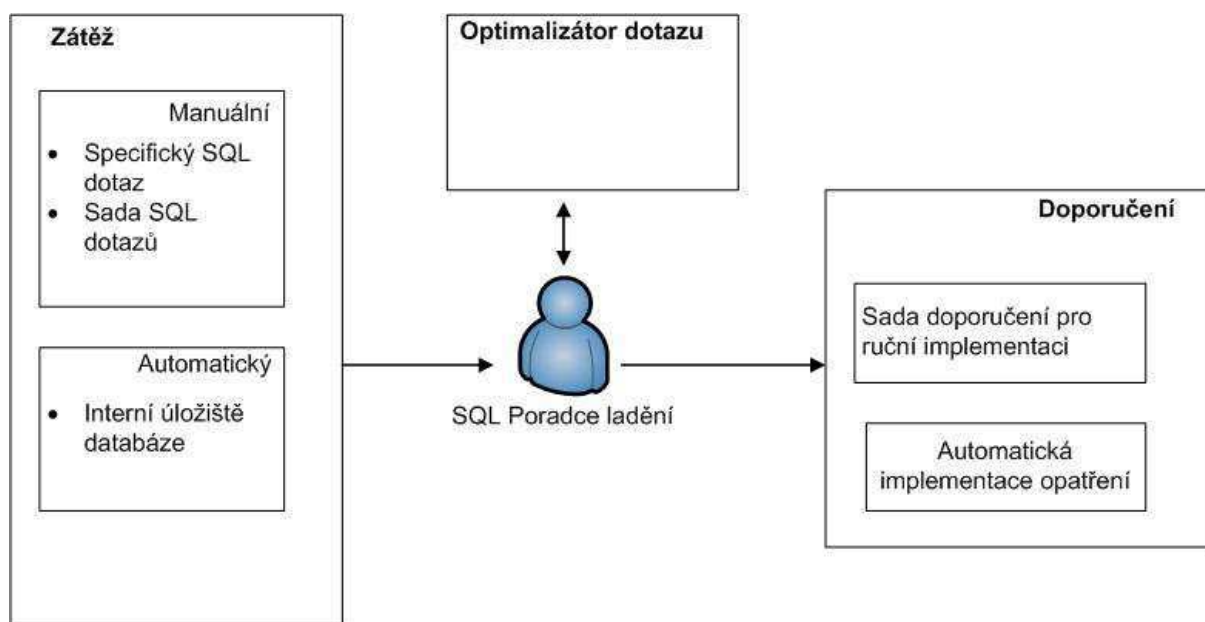 Zátěž
Manuální
• Specifický SQL
dotaz
• Sada SQL
dotazů
Automatický
• Interní úložiště
databáze
Optimalizátor dotazu
SQL Poradce ladění
Doporučení
Sada doporučení pro
ruční implementaci
Automatická
implementace opatření